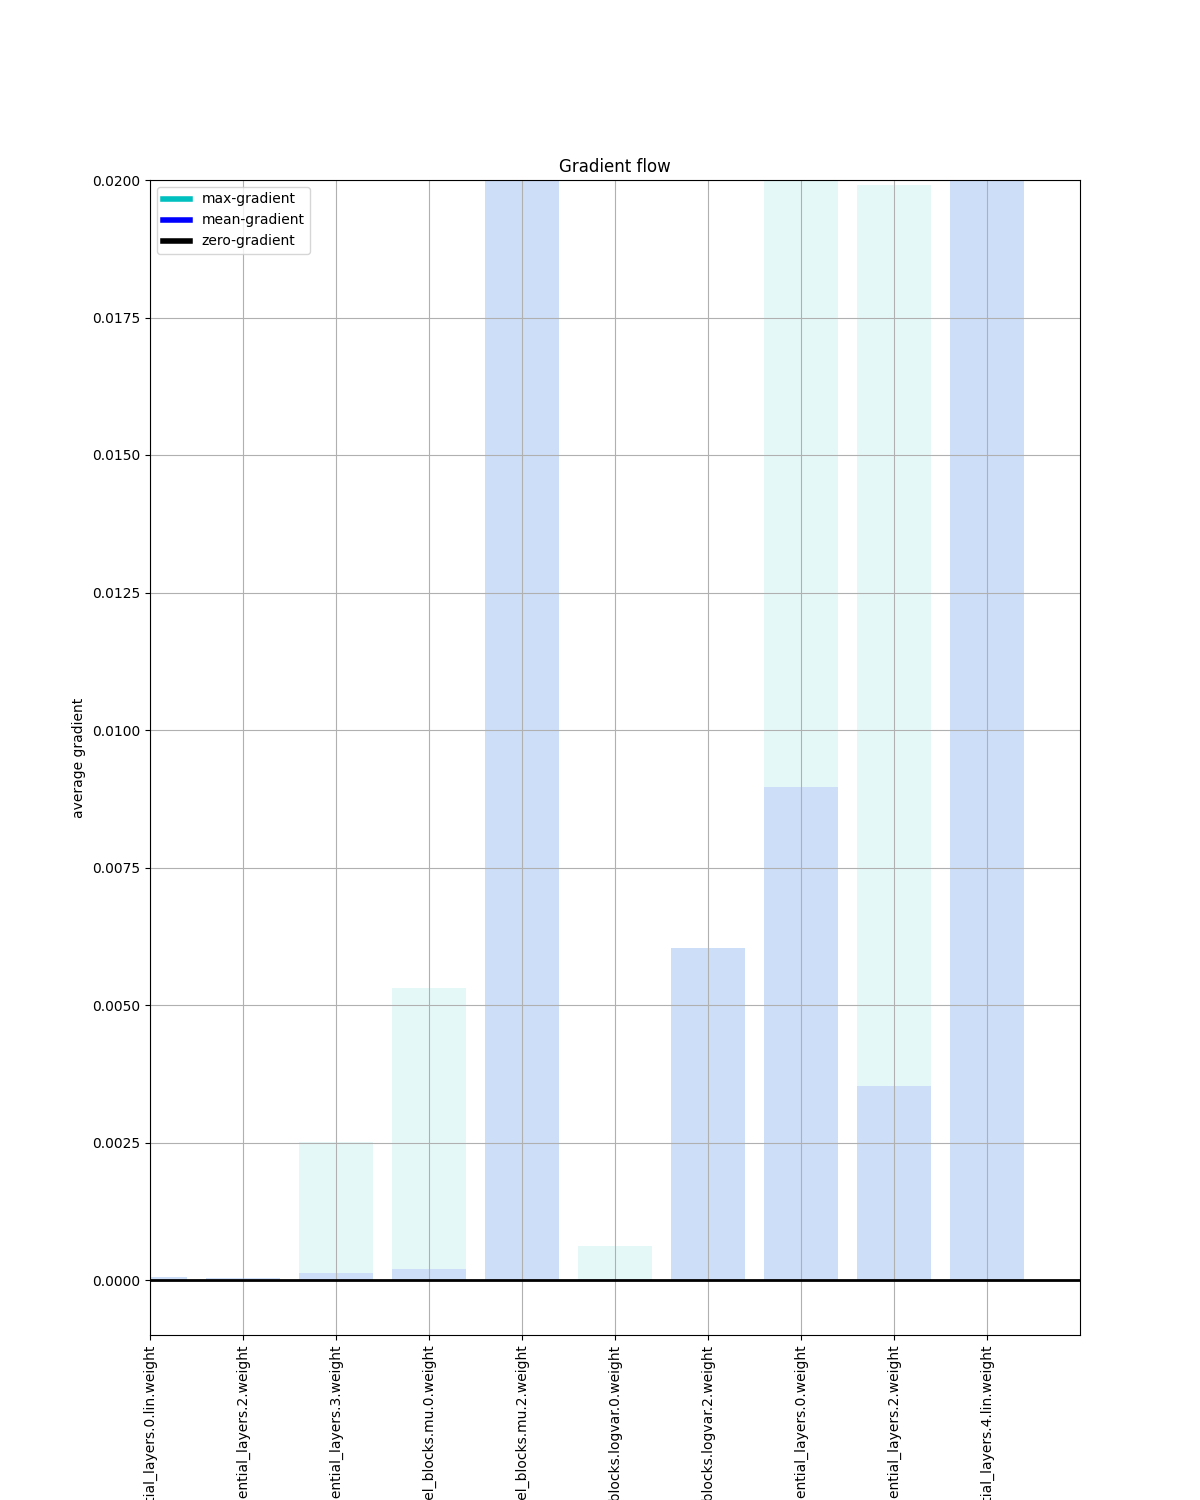 Gradient flow
max-gradient
mean-gradient
zero-gradient
0.0200
0.0175
0.0150
0.0125
0.0100
0.0075
0.0050
0.0025
0.0000
average gradient
tial_layers.0.lin.weight
ential_layers.2.weight
ential_layers.3.weight
el_blocks.mu.0.weight
el_blocks.mu.2.weight
blocks.logvar.0.weight
blocks.logvar.2.weight
ential_layers.0.weight
ential_layers.2.weight
tial_layers.4.lin.weight